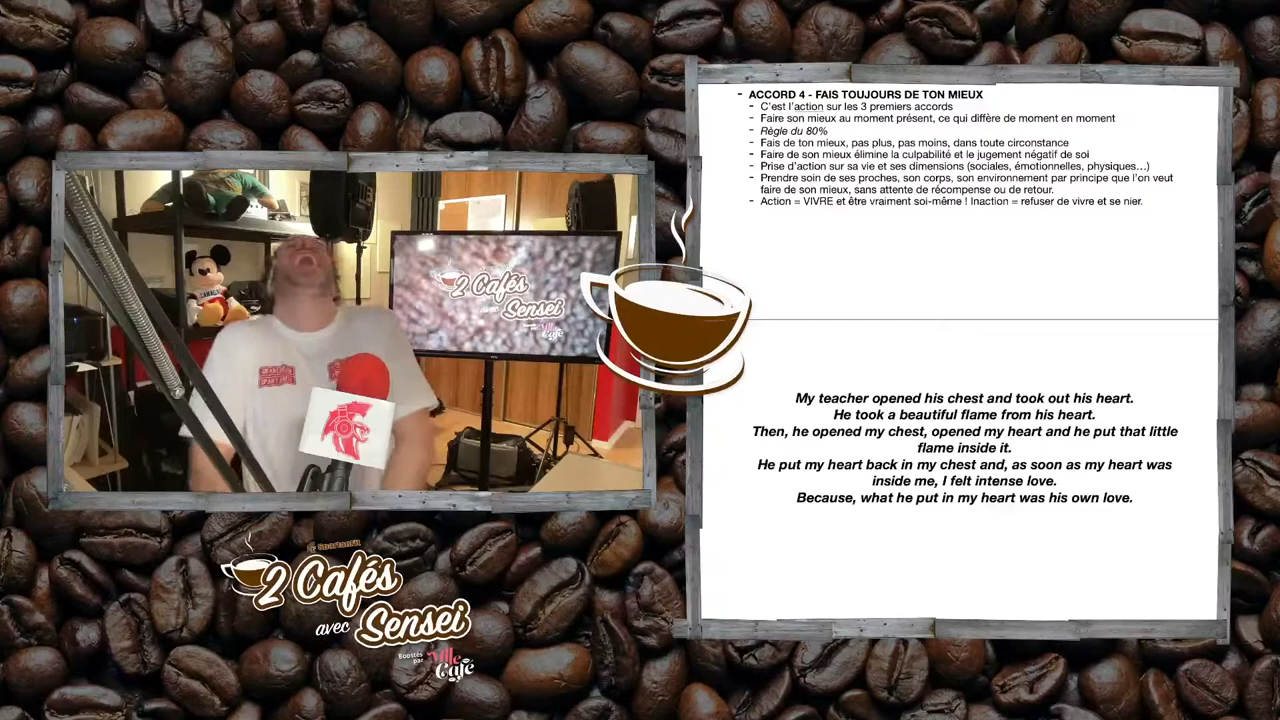 - ACCORD 4 - FAIS TOUJOURS DE TON MIEUX
- C'est l'action sur les 3 premiers accords
- Faire son mieux au moment présent, ce qui diffère de moment en moment
- Règle du 80%
- Fais de ton mieux, pas plus, pas moins, dans toute circonstance
- Faire de son mieux élimine la culpabilité et le jugement négatif de soi
- Prise d'action sur sa vie et ses dimensions (sociales, émotionnelles, physiques…)
- Prendre soin de ses proches, son corps, son environnement par principe que l'on veut
faire de son mieux, sans attente de récompense ou de retour.
- Action = VIVRE et être vraiment soi-même ! Inaction = refuser de vivre et se nier.
My teacher opened his chest and took out his heart.
He took a beautiful flame from his heart.
Then, he opened my chest, opened my heart and he put that little
flame inside it.
He put my heart back in my chest and, as soon as my heart was
inside me, I felt intense love.
Because, what he put in my heart was his own love.
2 Cafés
Sensei
2 Cafés
avec Sensei
Boostés
par Mlle
Café